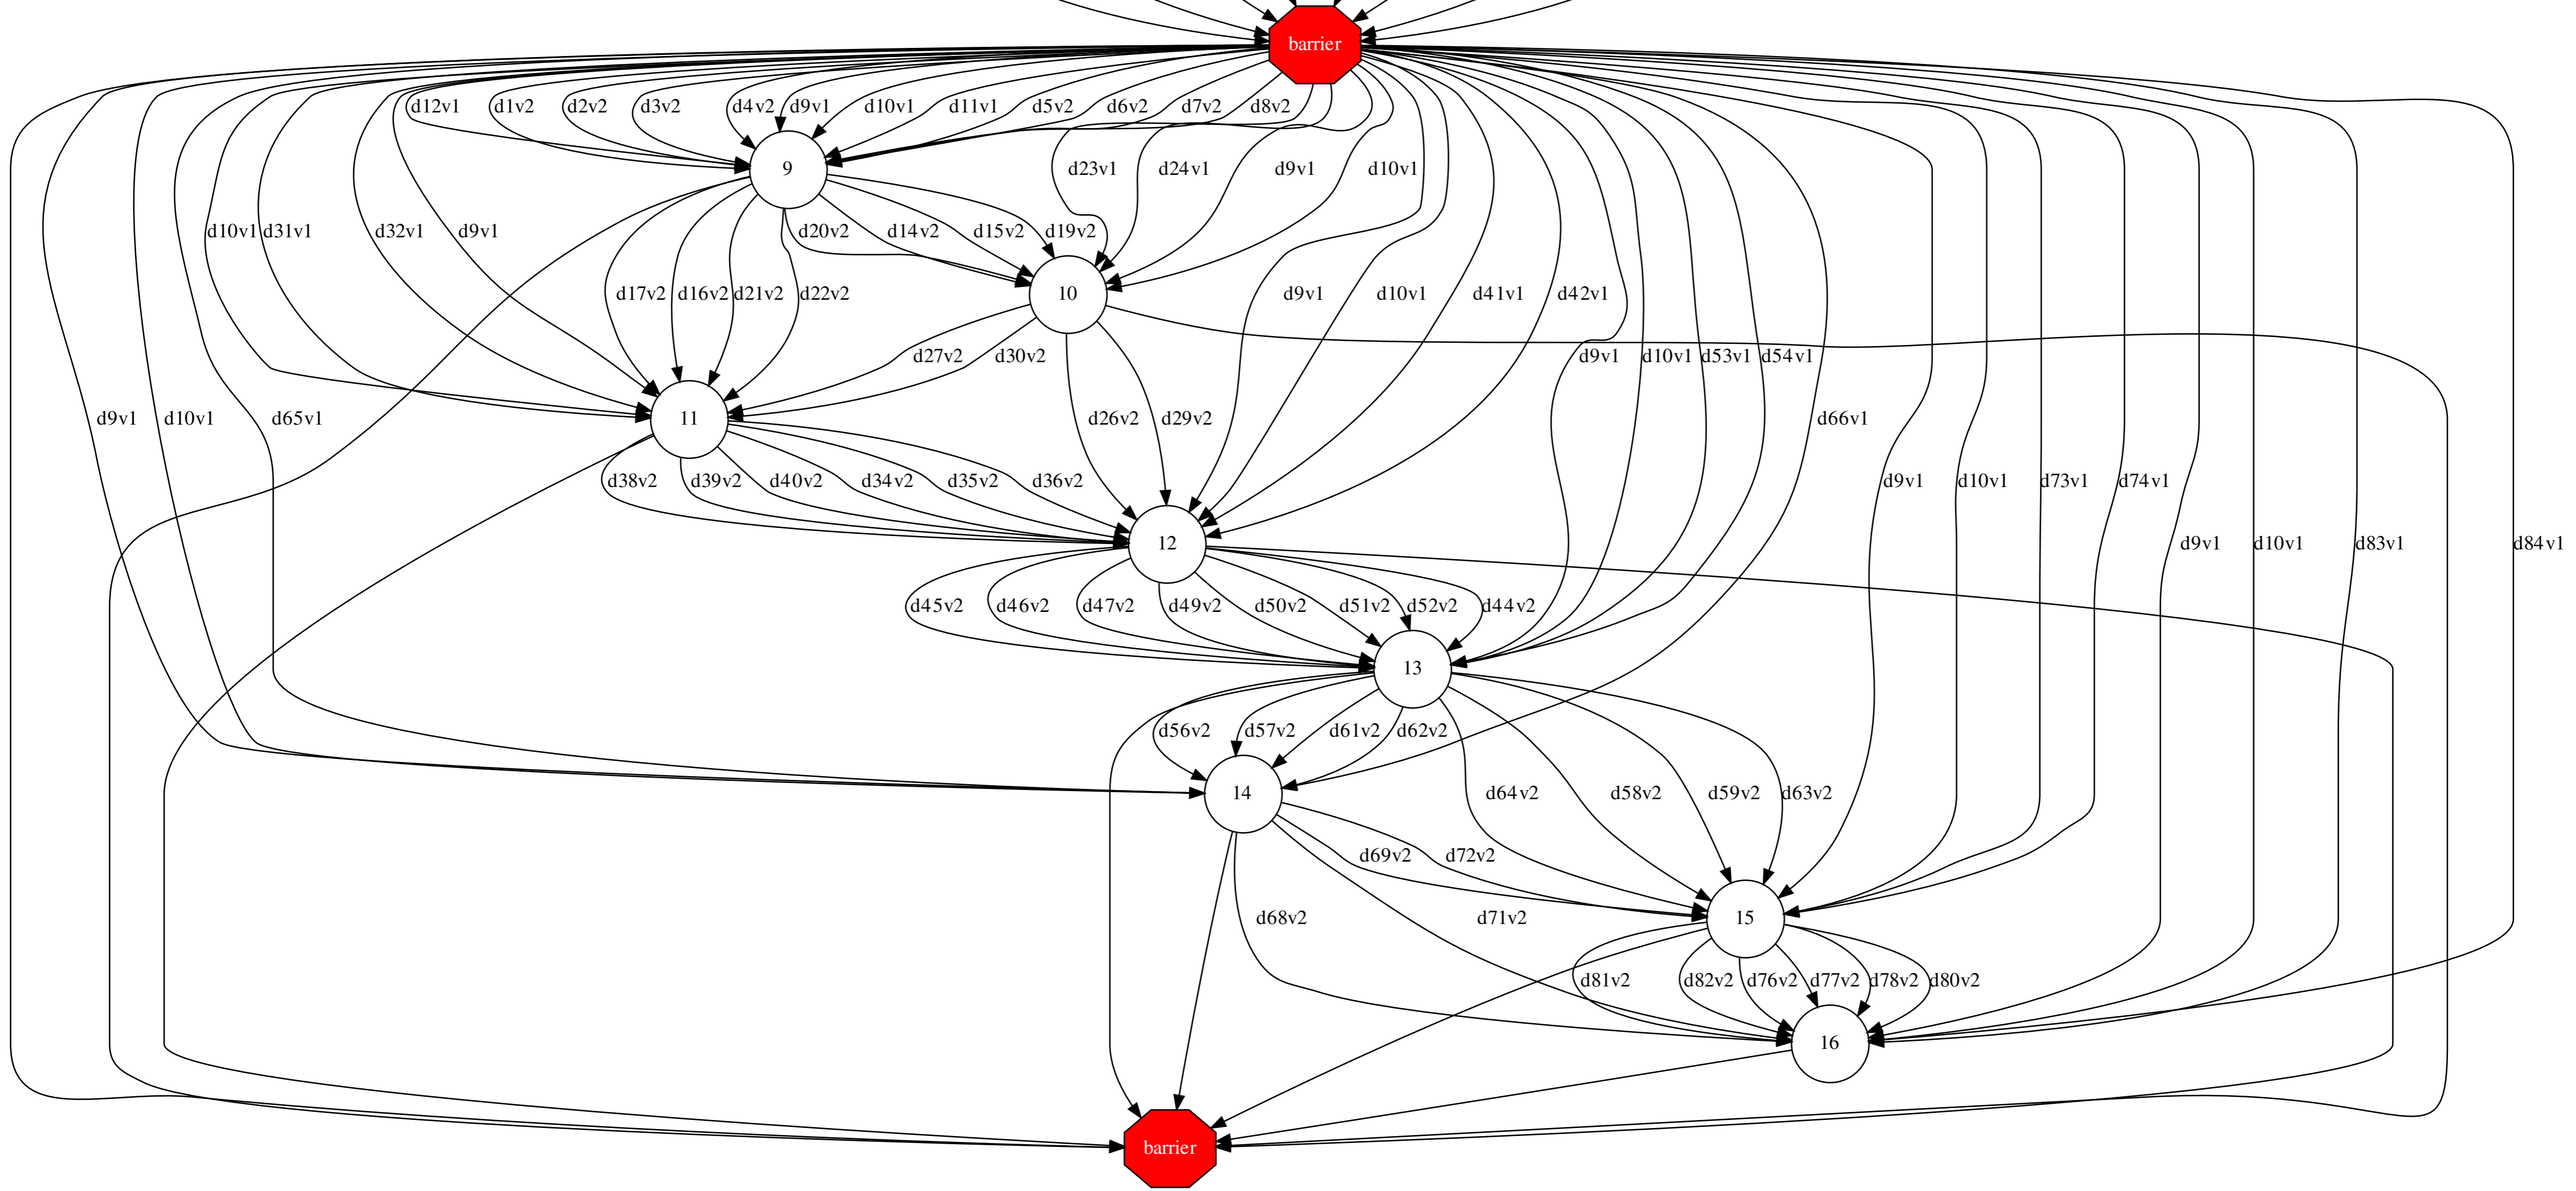 barrier
d12v1 d1v2 d2v2 d3v2 d4v2 d9v1 d10v1 d11v1 d5v2 d6v2 d7v2 d8v2
9 d23v1 d24v1 d9v1 d10v1
d10v1 d31v1 d32v1 d9v1 d20v2 d14v2 d15v2 d19v2
d17v2 d16v2 d21v2 d22v2 10 d9v1 d10v1 d41v1 d42v1
d27v2 d30v2 d9v1 d10v1 d53v1 d54v1
d9v1 d10v1 d65v1 11 d26v2 d29v2 d66v1
d38v2 d39v2 d40v2 d34v2 d35v2 d36v2 d9v1 d10v1 d73v1 d74v1
12 d9v1 d10v1 d83v1 d84v1
d45v2 d46v2 d47v2 d49v2 d50v2 d51v2 d52v2 d44v2
13
d56v2 d57v2 d61v2 d62v2
14 d64v2 d58v2 d59v2 d63v2
d69v2 d72v2
d68v2 d71v2 15
d81v2 d82v2 d76v2 d77v2 d78v2 d80v2
16
barrier